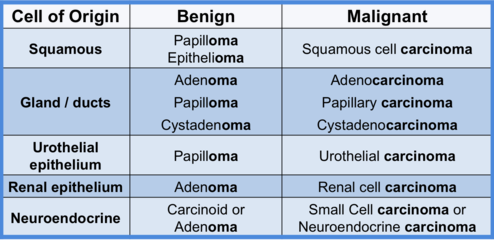 Cell of Origin Benign Malignant
Squamous Papilloma Squamous cell carcinoma
Epithelioma
Gland / ducts Adenoma Adenocarcinoma
Papilloma Papillary carcinoma
Cystadenoma Cystadenocarcinoma
Urothelial epithelium Papilloma Urothelial carcinoma
Renal epithelium Adenoma Renal cell carcinoma
Neuroendocrine Carcinoid or Small Cell carcinoma or
Adenoma Neuroendocrine carcinoma